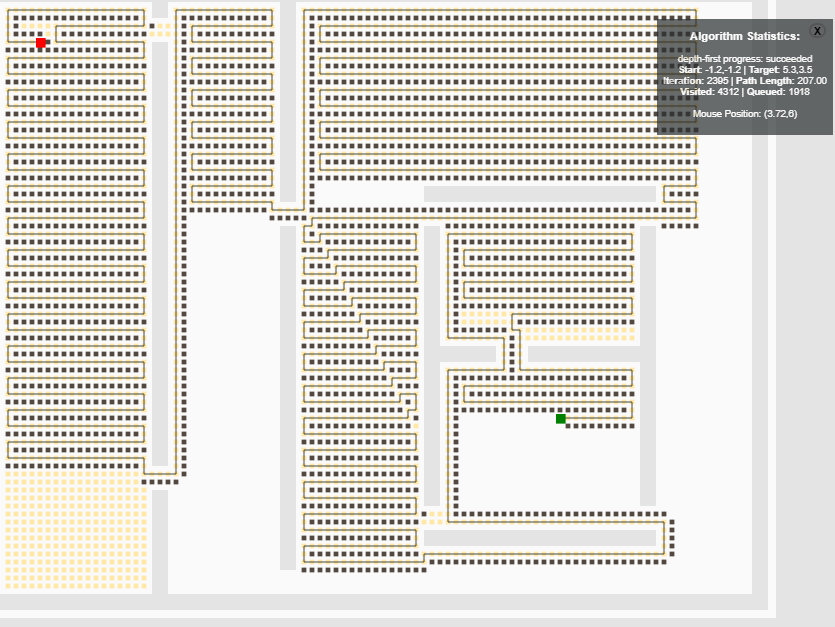 X
Algorithm Statistics:
depth-first progress: succeeded
Start: -1.2,-1.2 | Target: 5.3,3.5
Iteration: 2395 | Path Length: 207.00
Visited: 4312 | Queued: 1918
Mouse Position: (3.72,6)